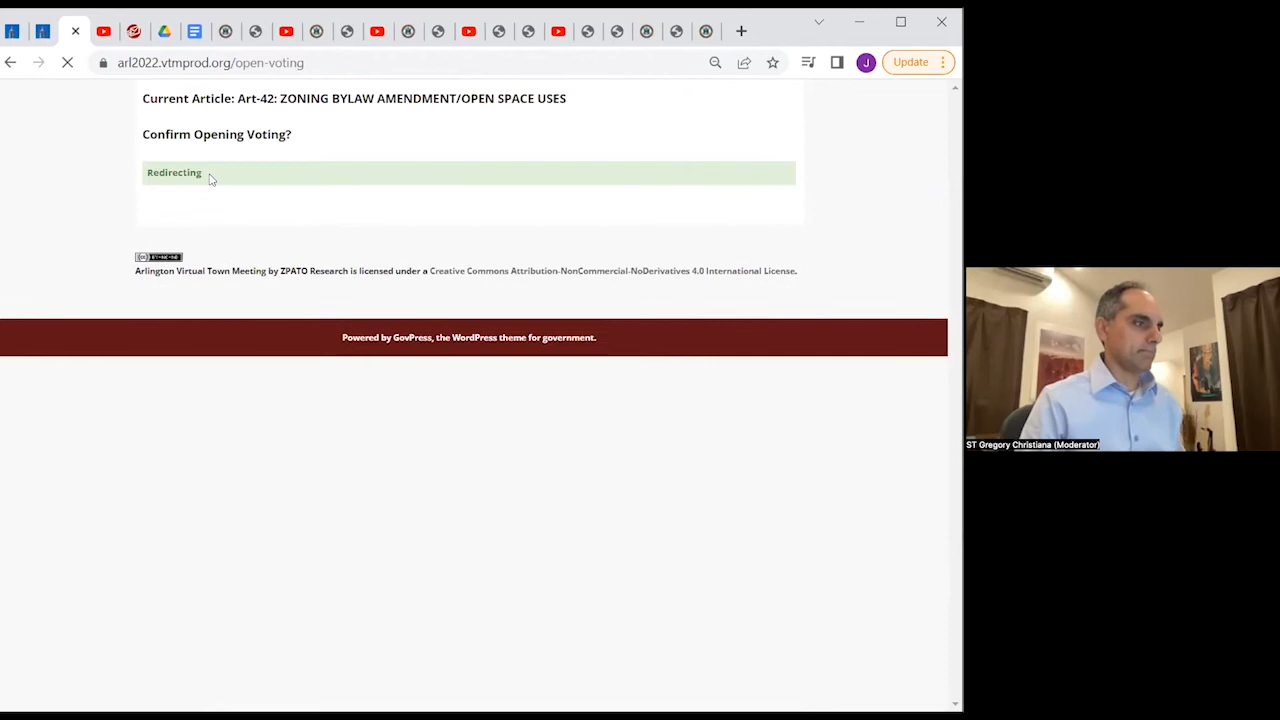 arl2022.vtmprod.org/open-voting
J
Update
Current Article: Art-42: ZONING BYLAW AMENDMENT/OPEN SPACE USES
Confirm Opening Voting?
Redirecting
Arlington Virtual Town Meeting by ZPATO Research is licensed under a Creative Commons Attribution-NonCommercial-NoDerivatives 4.0 International License.
Powered by GovPress, the WordPress theme for government.
ST Gregory Christiana (Moderator)